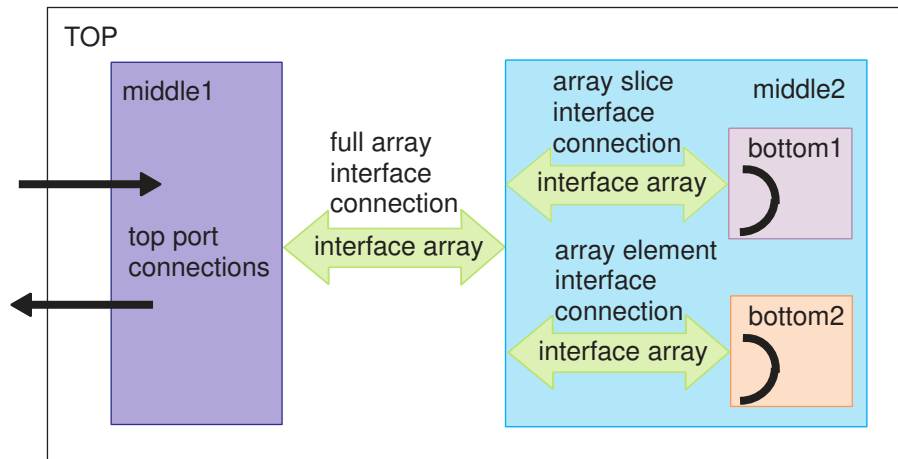 TOP
middle1
top port
connections
full array
interface
connection
interface array
middle2
array slice
interface
connection
interface array
bottom1
array element
interface
connection
interface array
bottom2